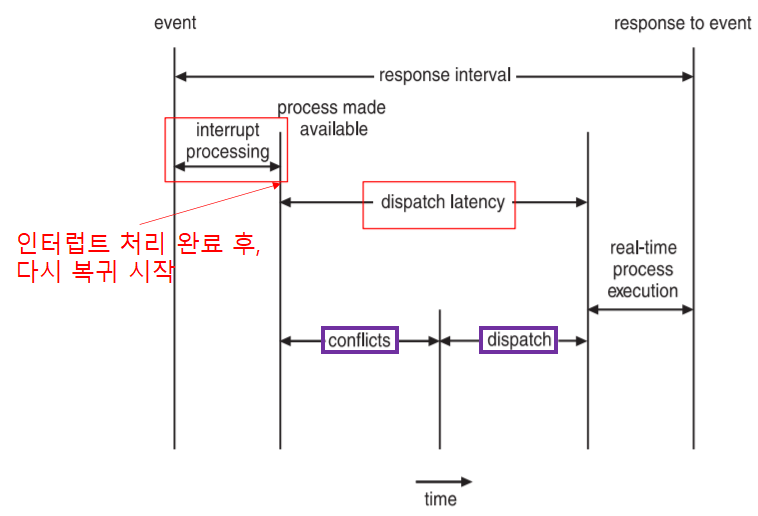 event
response to event
response interval
process made
available
interrupt
processing
dispatch latency
인터럽트 처리 완료 후,
다시 복귀 시작
real-time
process
execution
conflicts
dispatch
time